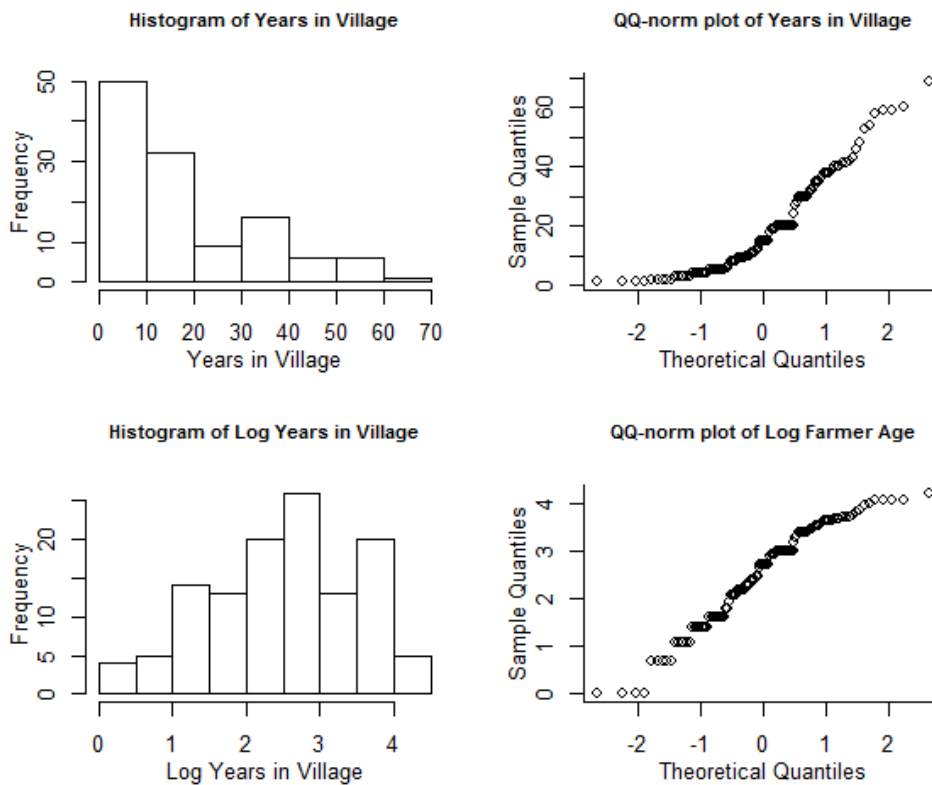 Histogram of Years in Village
Frequency
0 10 30 50
0 10 20 30 40 50 60 70
Years in Village
QQ-norm plot of Years in Village
Sample Quantiles
0 20 40 60
-2 -1 0 1 2
Theoretical Quantiles
Histogram of Log Years in Village
Frequency
0 5 10 20
0 1 2 3 4
Log Years in Village
QQ-norm plot of Log Farmer Age
Sample Quantiles
0 1 2 3 4
-2 -1 0 1 2
Theoretical Quantiles